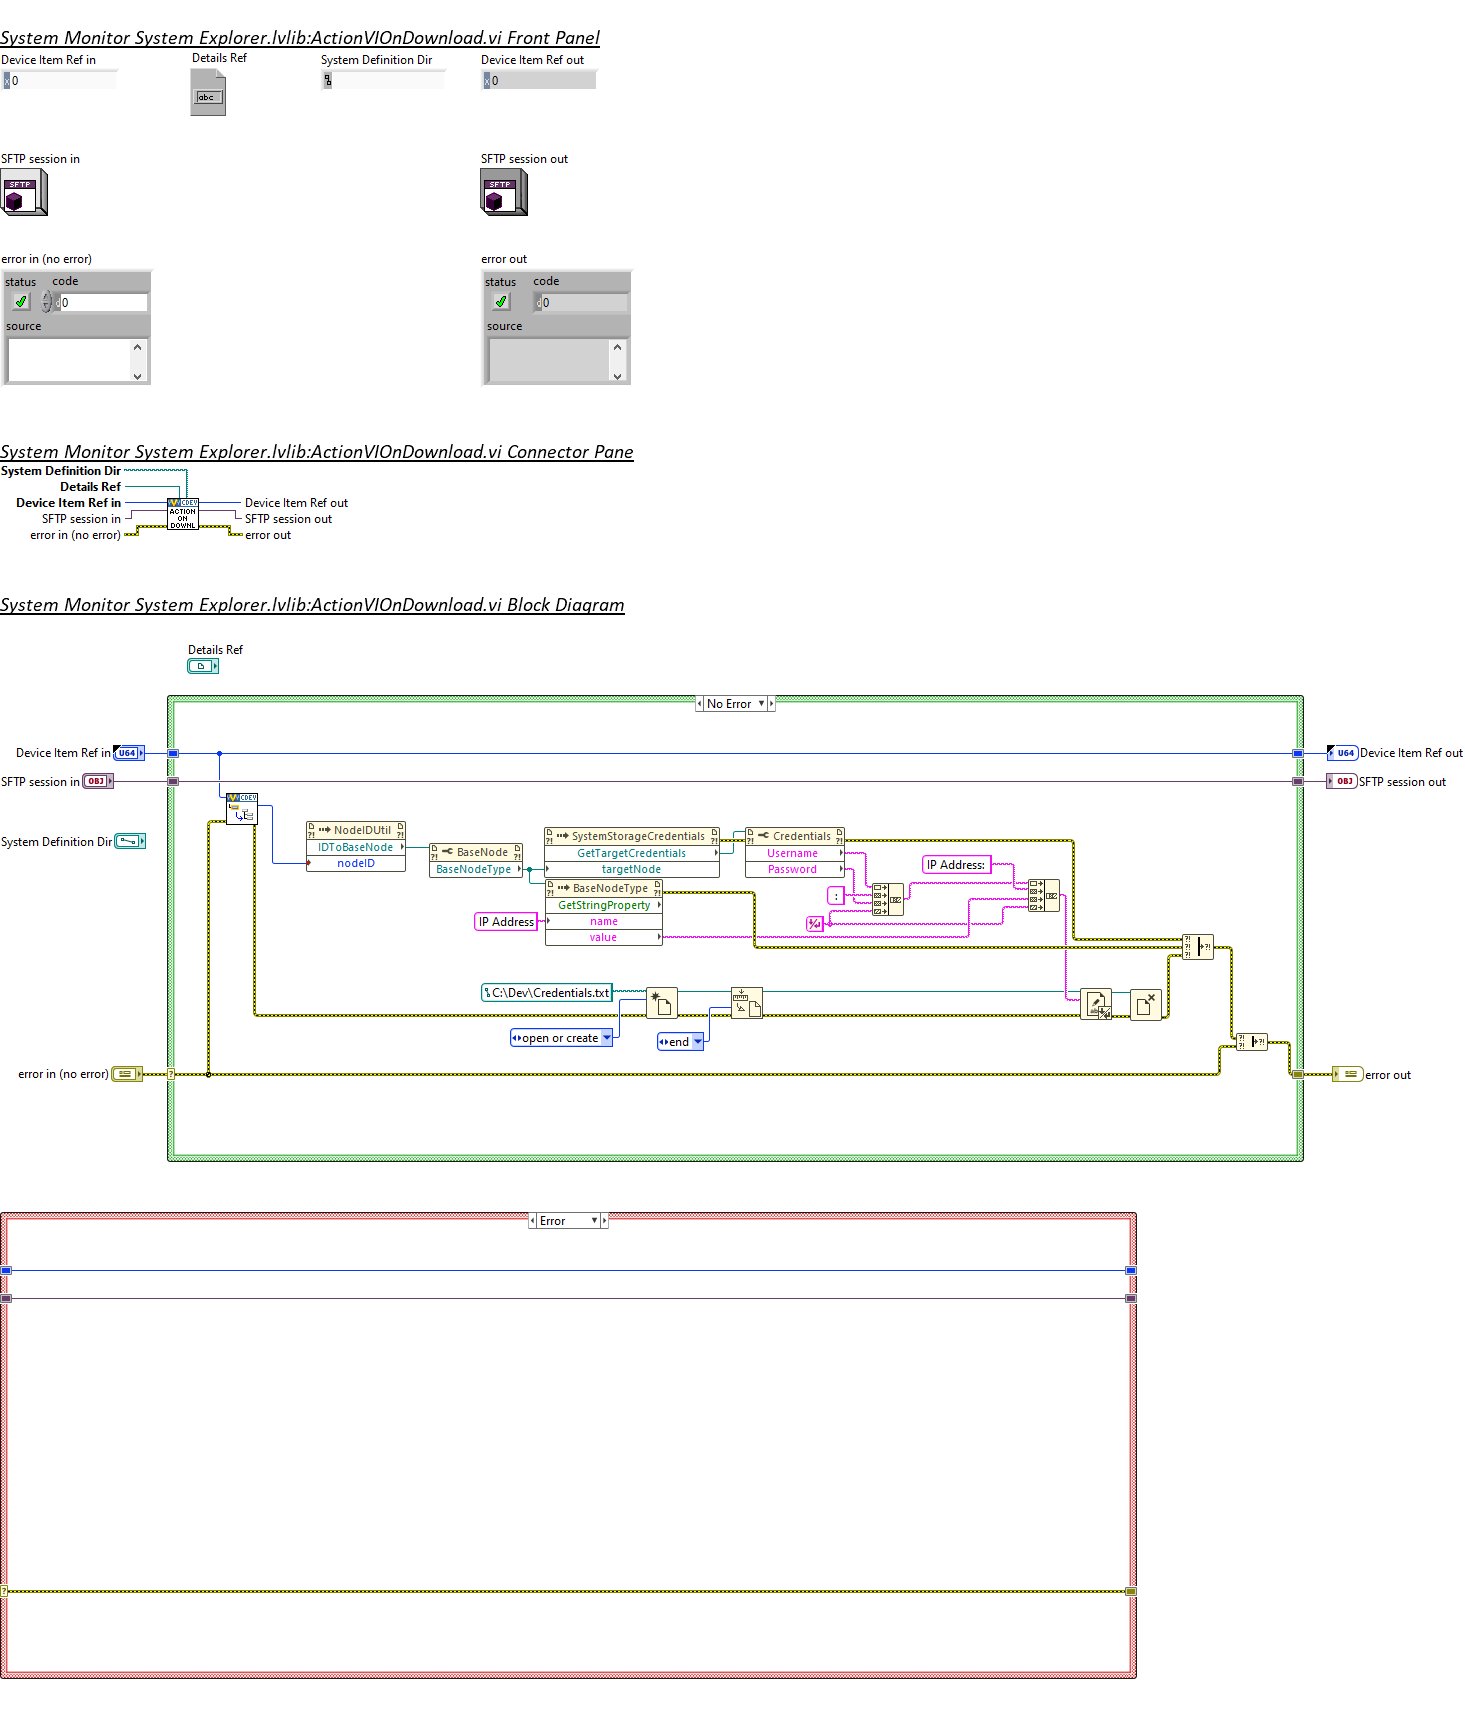 System Monitor System Explorer.lvlib:ActionVIOnDownload.vi Front Panel
Device Item Ref in
Details Ref
System Definition Dir
Device Item Ref out
x 0
abc
x 0
SFTP session in
SFTP session out
SFTP
SFTP
error in (no error)
error out
status code
status code
d 0
d 0
source
source
System Monitor System Explorer.lvlib:ActionVIOnDownload.vi Connector Pane
System Definition Dir
Details Ref
Device Item Ref in
Device Item Ref out
SFTP session in
SFTP session out
error in (no error)
error out
CDEV
ACTION
ON
DOWNL
System Monitor System Explorer.lvlib:ActionVIOnDownload.vi Block Diagram
Details Ref
No Error
Device Item Ref in
U64
U64
Device Item Ref out
SFTP session in
OBJ
OBJ
SFTP session out
CDEV
System Definition Dir
NodeIDUtil
IDToBaseNode
nodeID
BaseNode
BaseNodeType
SystemStorageCredentials
GetTargetCredentials
targetNode
Credentials
Username
Password
IP Address:
:
BaseNodeType
GetStringProperty
name
value
IP Address
C:\Dev\Credentials.txt
open or create
end
error in (no error)
?
error out
Error
?